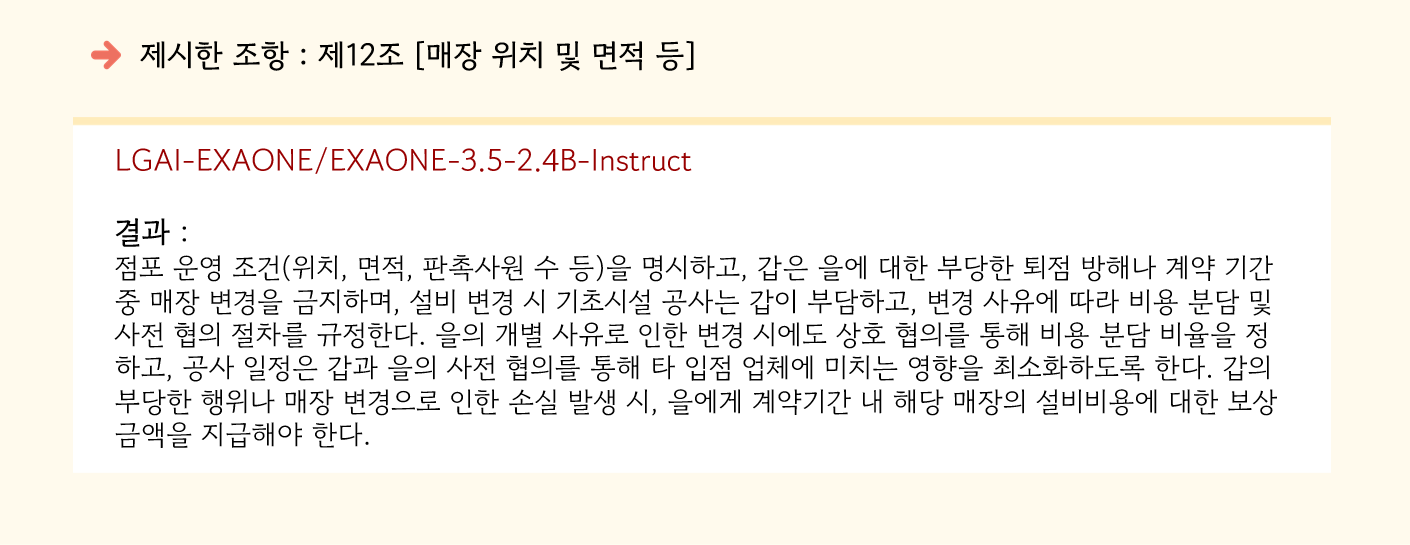 제시한 조항 : 제12조 [매장 위치 및 면적 등]
LGAI-EXAONE/EXAONE-3.5-2.4B-Instruct
결과 :
점포 운영 조건(위치, 면적, 판촉사원 수 등)을 명시하고, 갑은 을에 대한 부당한 퇴점 방해나 계약 기간
중 매장 변경을 금지하며, 설비 변경 시 기초시설 공사는 갑이 부담하고, 변경 사유에 따라 비용 분담 및
사전 협의 절차를 규정한다. 을의 개별 사유로 인한 변경 시에도 상호 협의를 통해 비용 분담 비율을 정
하고, 공사 일정은 갑과 을의 사전 협의를 통해 타 입점 업체에 미치는 영향을 최소화하도록 한다. 갑의
부당한 행위나 매장 변경으로 인한 손실 발생 시, 을에게 계약기간 내 해당 매장의 설비비용에 대한 보상
금액을 지급해야 한다.